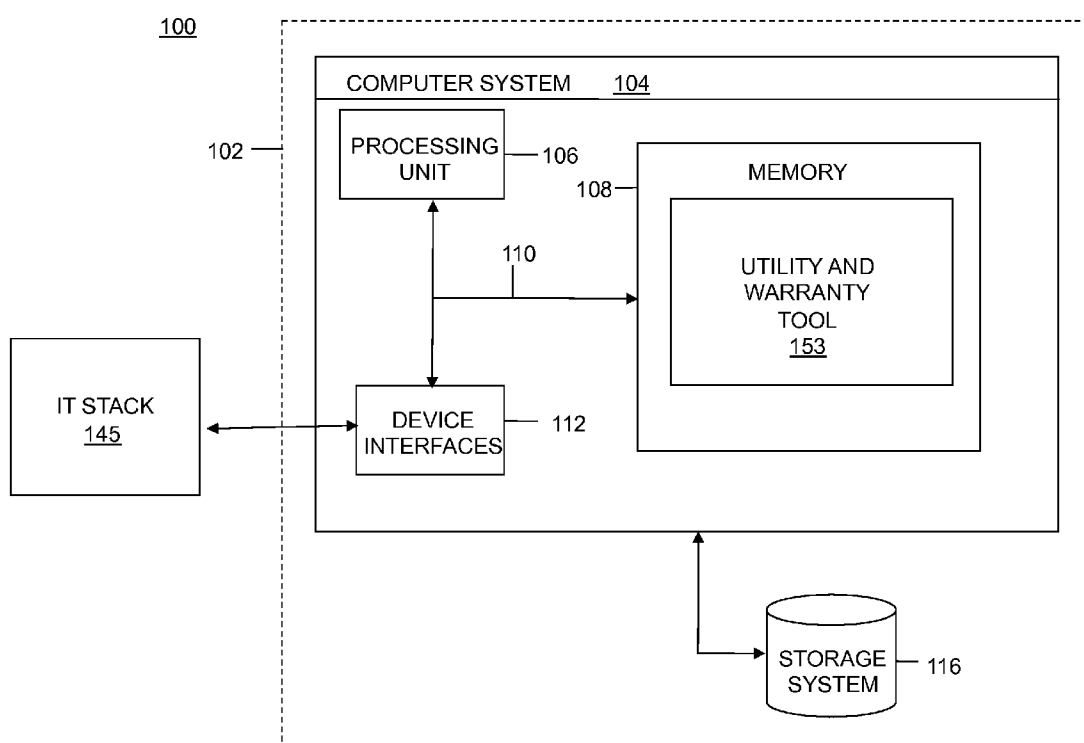 100
COMPUTER SYSTEM 104
102
PROCESSING
UNIT
106
108
MEMORY
110
UTILITY AND
WARRANTY
TOOL
153
IT STACK
145
DEVICE
INTERFACES
112
STORAGE
SYSTEM
116